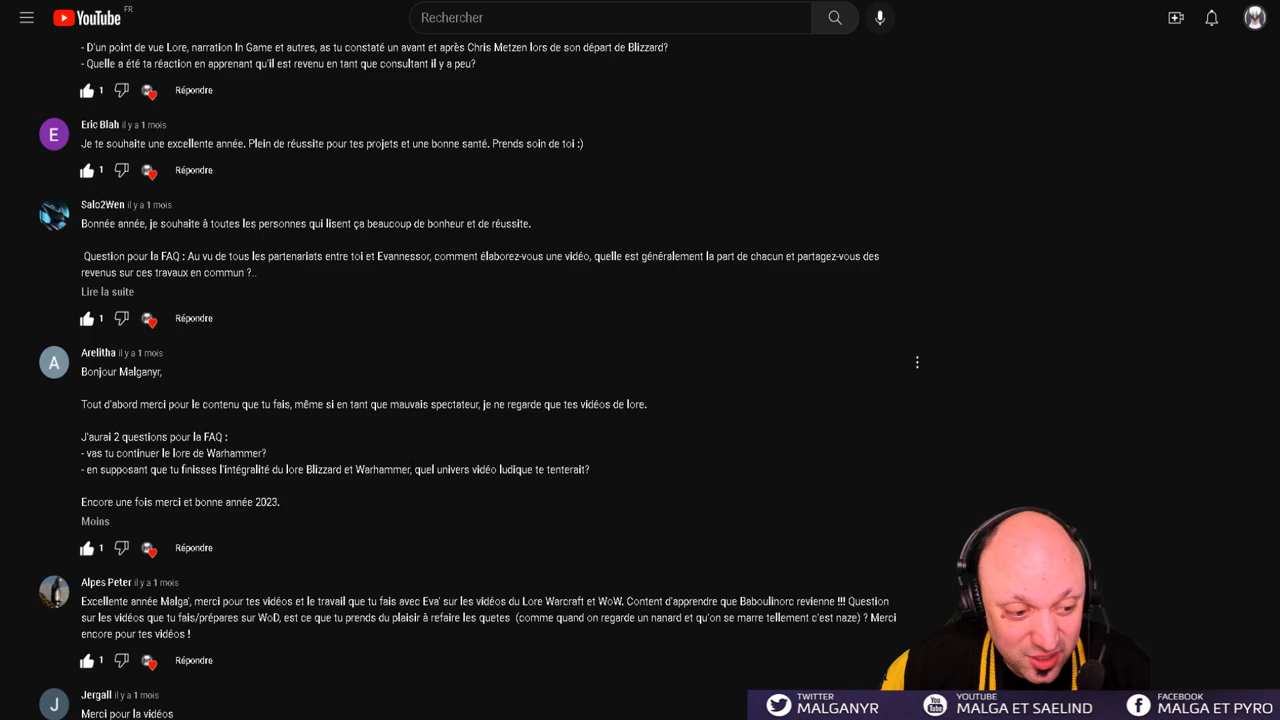 YouTube FR
Rechercher
- D'un point de vue Lore, narration In Game et autres, as tu constaté un avant et après Chris Metzen lors de son départ de Blizzard?
- Quelle a été ta réaction en apprenant qu'il est revenu en tant que consultant il y a peu?
1 Répondre
E
Eric Blah il y a 1 mois
Je te souhaite une excellente année. Plein de réussite pour tes projets et une bonne santé. Prends soin de toi :)
1 Répondre
Salo2Wen il y a 1 mois
Bonnée année, je souhaite à toutes les personnes qui lisent ça beaucoup de bonheur et de réussite.
Question pour la FAQ : Au vu de tous les partenariats entre toi et Evannessor, comment élaborez-vous une vidéo, quelle est généralement la part de chacun et partagez-vous des
revenus sur ces travaux en commun ?..
Lire la suite
1 Répondre
A
Arelitha il y a 1 mois
Bonjour Malganyr,
Tout d'abord merci pour le contenu que tu fais, même si en tant que mauvais spectateur, je ne regarde que tes vidéos de lore.
J'aurai 2 questions pour la FAQ :
- vas tu continuer le lore de Warhammer?
- en supposant que tu finisses l'intégralité du lore Blizzard et Warhammer, quel univers vidéo ludique te tenterait?
Encore une fois merci et bonne année 2023.
Moins
1 Répondre
Alpes Peter il y a 1 mois
Excellente année Malga', merci pour tes vidéos et le travail que tu fais avec Eva' sur les vidéos du Lore Warcraft et WoW. Content d'apprendre que Baboulinorc revienne !!! Question
sur les vidéos que tu fais/prépares sur WoD, est ce que tu prends du plaisir à refaire les quetes (comme quand on regarde un nanard et qu'on se marre tellement c'est naze) ? Merci
encore pour tes vidéos !
1 Répondre
J
Jergall il y a 1 mois
Merci pour la vidéos
TWITTER
MALGANYR
YOUTUBE
MALGA ET SAELIND
FACEBOOK
MALGA ET PYRO